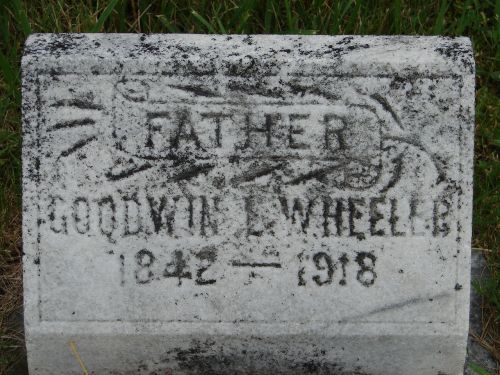 FATHER
GOODWIN L. WHEELER
1842 — 1918